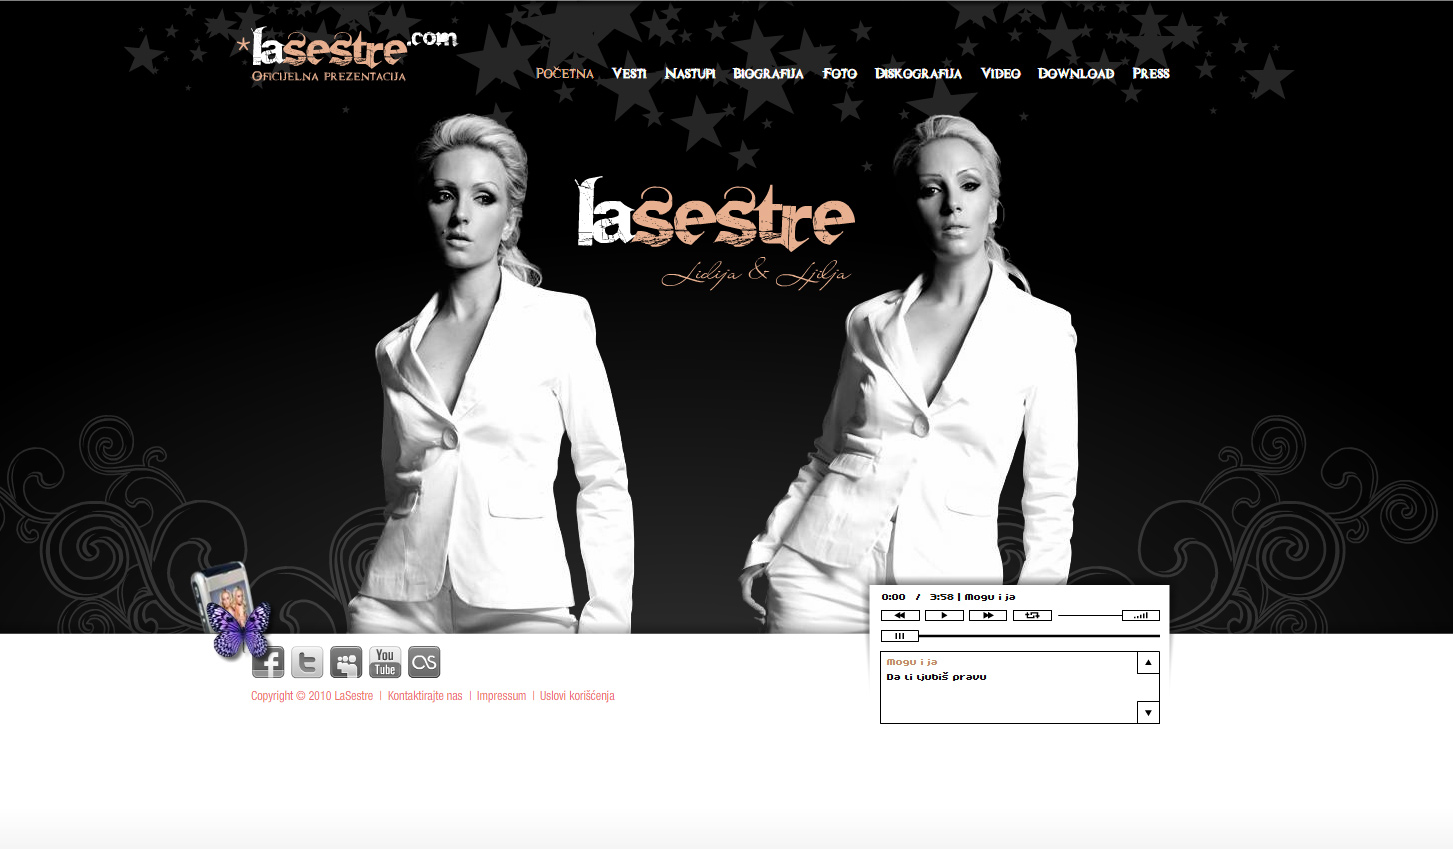 *lasestre.com
Oficijelna prezentacija
Početna Vesti Nastupi Biografija Foto Diskografija Video Download Press
lasestre
Lidija & Ljilja
0:00 / 3:58 | Mogu i ja
Mogu i ja
Da li ljubiš pravu
You
Tube
Copyright © 2010 LaSestre | Kontaktirajte nas | Impressum | Uslovi korišćenja